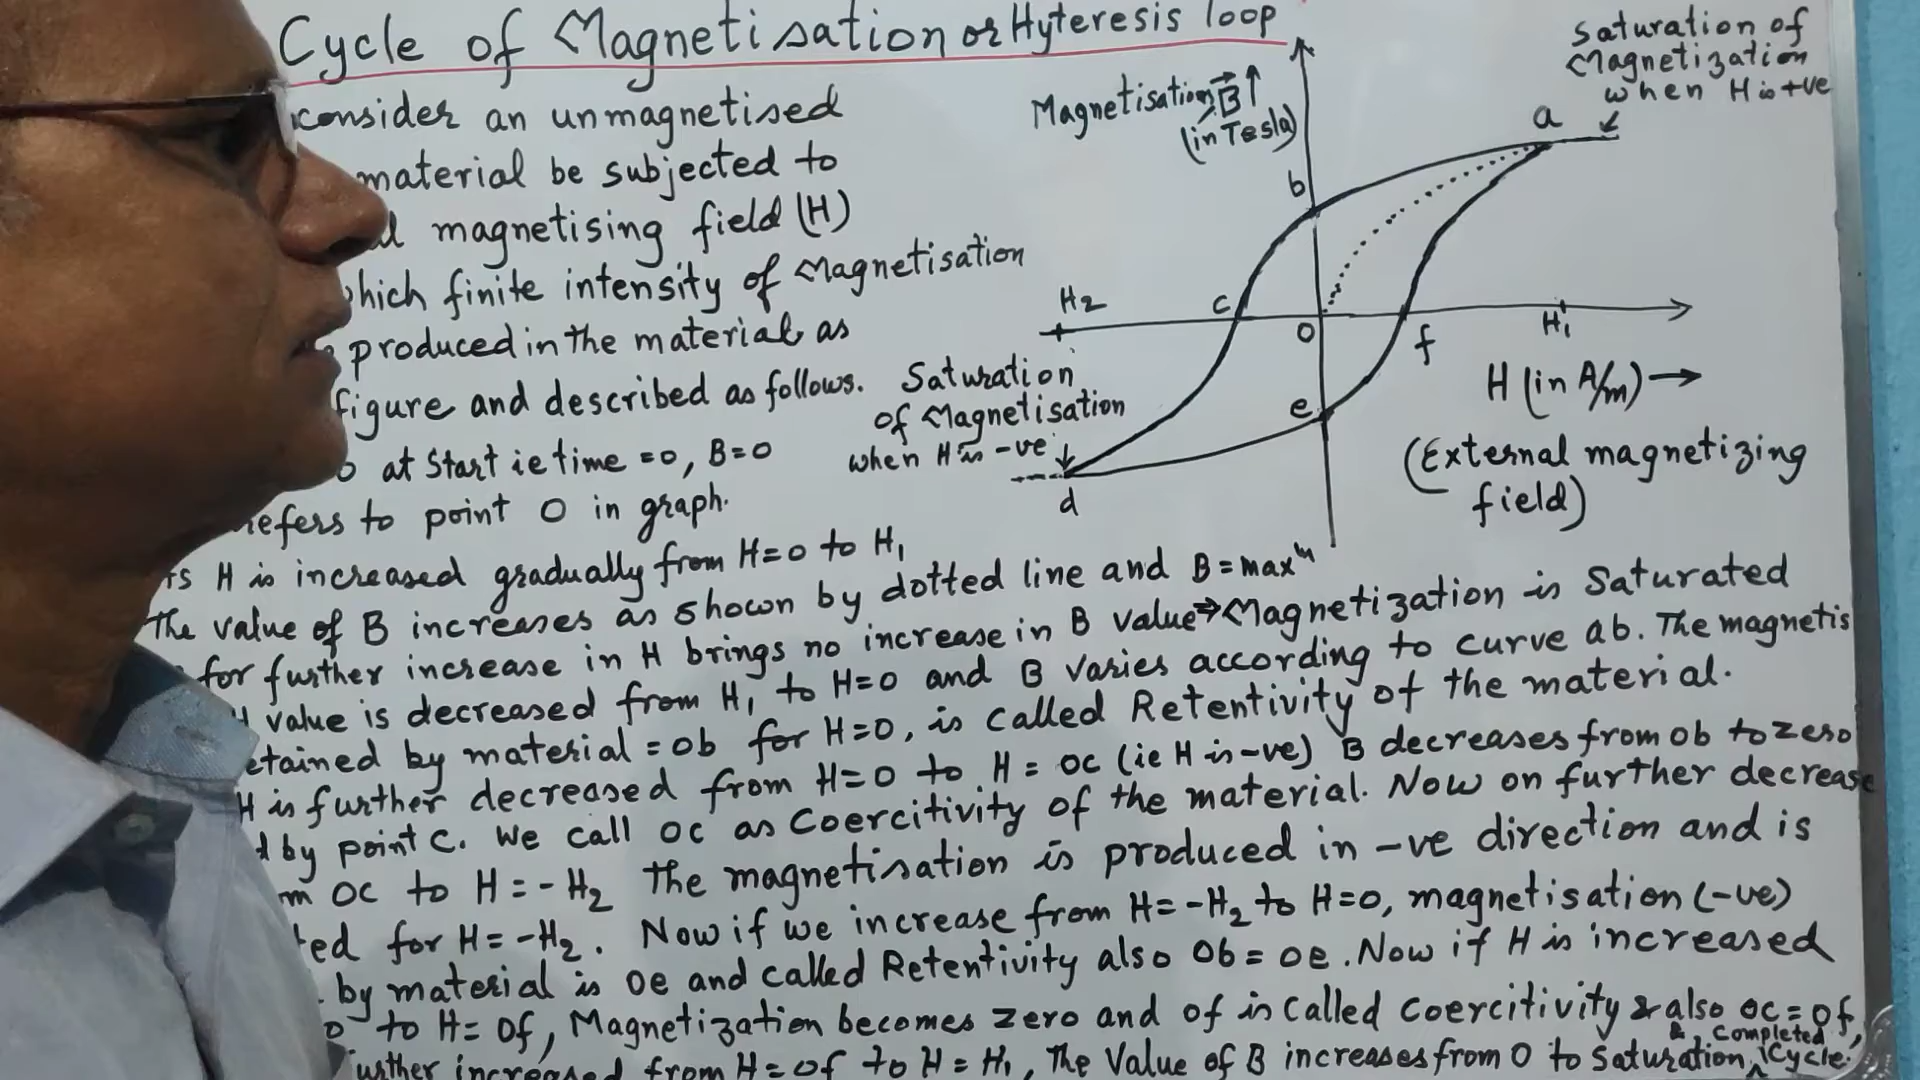 Cycle of Magnetisation or Hyteresis loop
consider an unmagnetised
material be subjected to
magnetising field (H)
which finite intensity of Magnetisation
produced in the material as
figure and described as follows.
at Start ie time =0, B=0
refers to point O in graph.
H is increased gradually from H=0 to H₁
The value of B increases as shown by dotted line and B=maxᵐ
for further increase in H brings no increase in B value⇒Magnetization is Saturated
H value is decreased from H₁ to H=0 and B varies according to curve ab. The magnetis
etained by material = Ob for H=0, is called Retentivity of the material.
H is further decreased from H=0 to H = OC (ie H is -ve) B decreases from ob to zero
by point C. We call OC as Coercitivity of the material. Now on further decrease
OC to H=-H₂ The magnetisation is produced in -ve direction and is
ted for H=-H₂. Now if we increase from H=-H₂ to H=0, magnetisation (-ve)
by material is Oe and called Retentivity also Ob=oe. Now if H is increased
to H= Of, Magnetization becomes zero and of is called Coercitivity & also OC=Of,
& Completed
urther increased from H=Of to H=H₁, The Value of B increases from O to Saturation, Cycle.
Magnetisation B ↑
(in Tesla)
Saturation of
Magnetization
when H is +ve
a
b
H₂
c
O
f
H₁
H (in A/m) →
(External magnetizing
field)
Saturation
of Magnetisation
when H is -ve
e
d